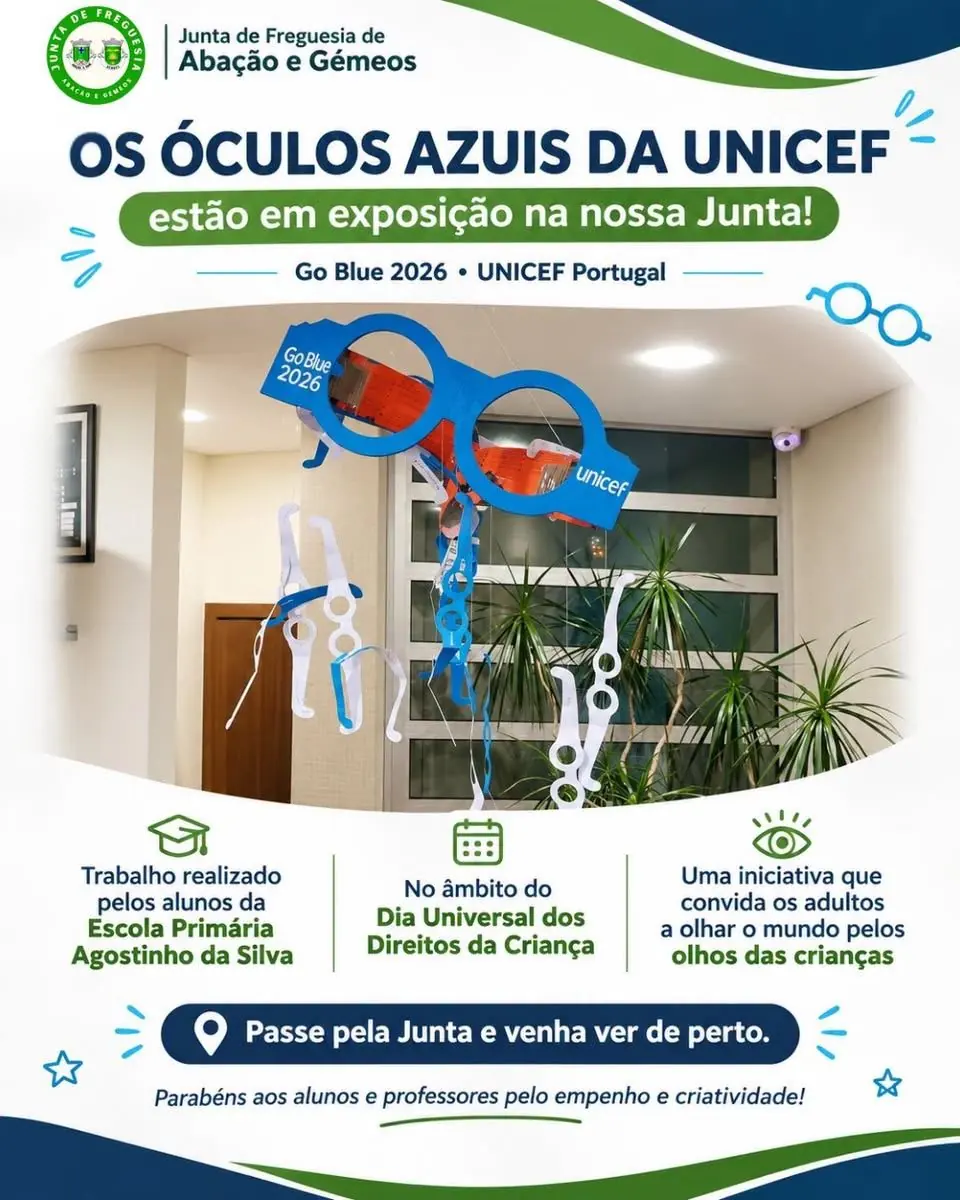 JUNTA DE FREGUESIA
ABAÇÃO E GÉMEOS
Junta de Freguesia de
Abação e Gémeos
OS ÓCULOS AZUIS DA UNICEF
estão em exposição na nossa Junta!
Go Blue 2026 • UNICEF Portugal
Go Blue
2026
unicef
Trabalho realizado
pelos alunos da
Escola Primária
Agostinho da Silva
No âmbito do
Dia Universal dos
Direitos da Criança
Uma iniciativa que
convida os adultos
a olhar o mundo pelos
olhos das crianças
Passe pela Junta e venha ver de perto.
Parabéns aos alunos e professores pelo empenho e criatividade!